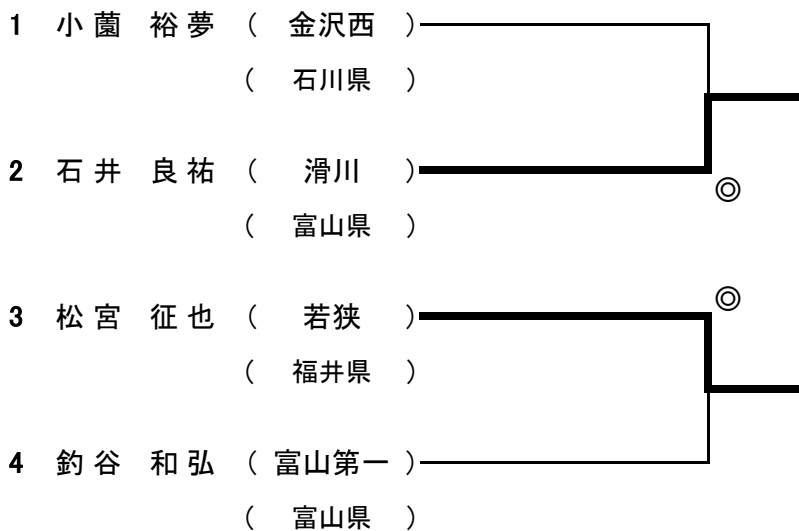 1 小薗 裕夢 ( 金沢西 )
( 石川県 )
2 石井 良祐 ( 滑川 )
◎
( 富山県 )
◎
3 松宮 征也 ( 若狭 )
( 福井県 )
4 釣谷 和弘 ( 富山第一 )
( 富山県 )